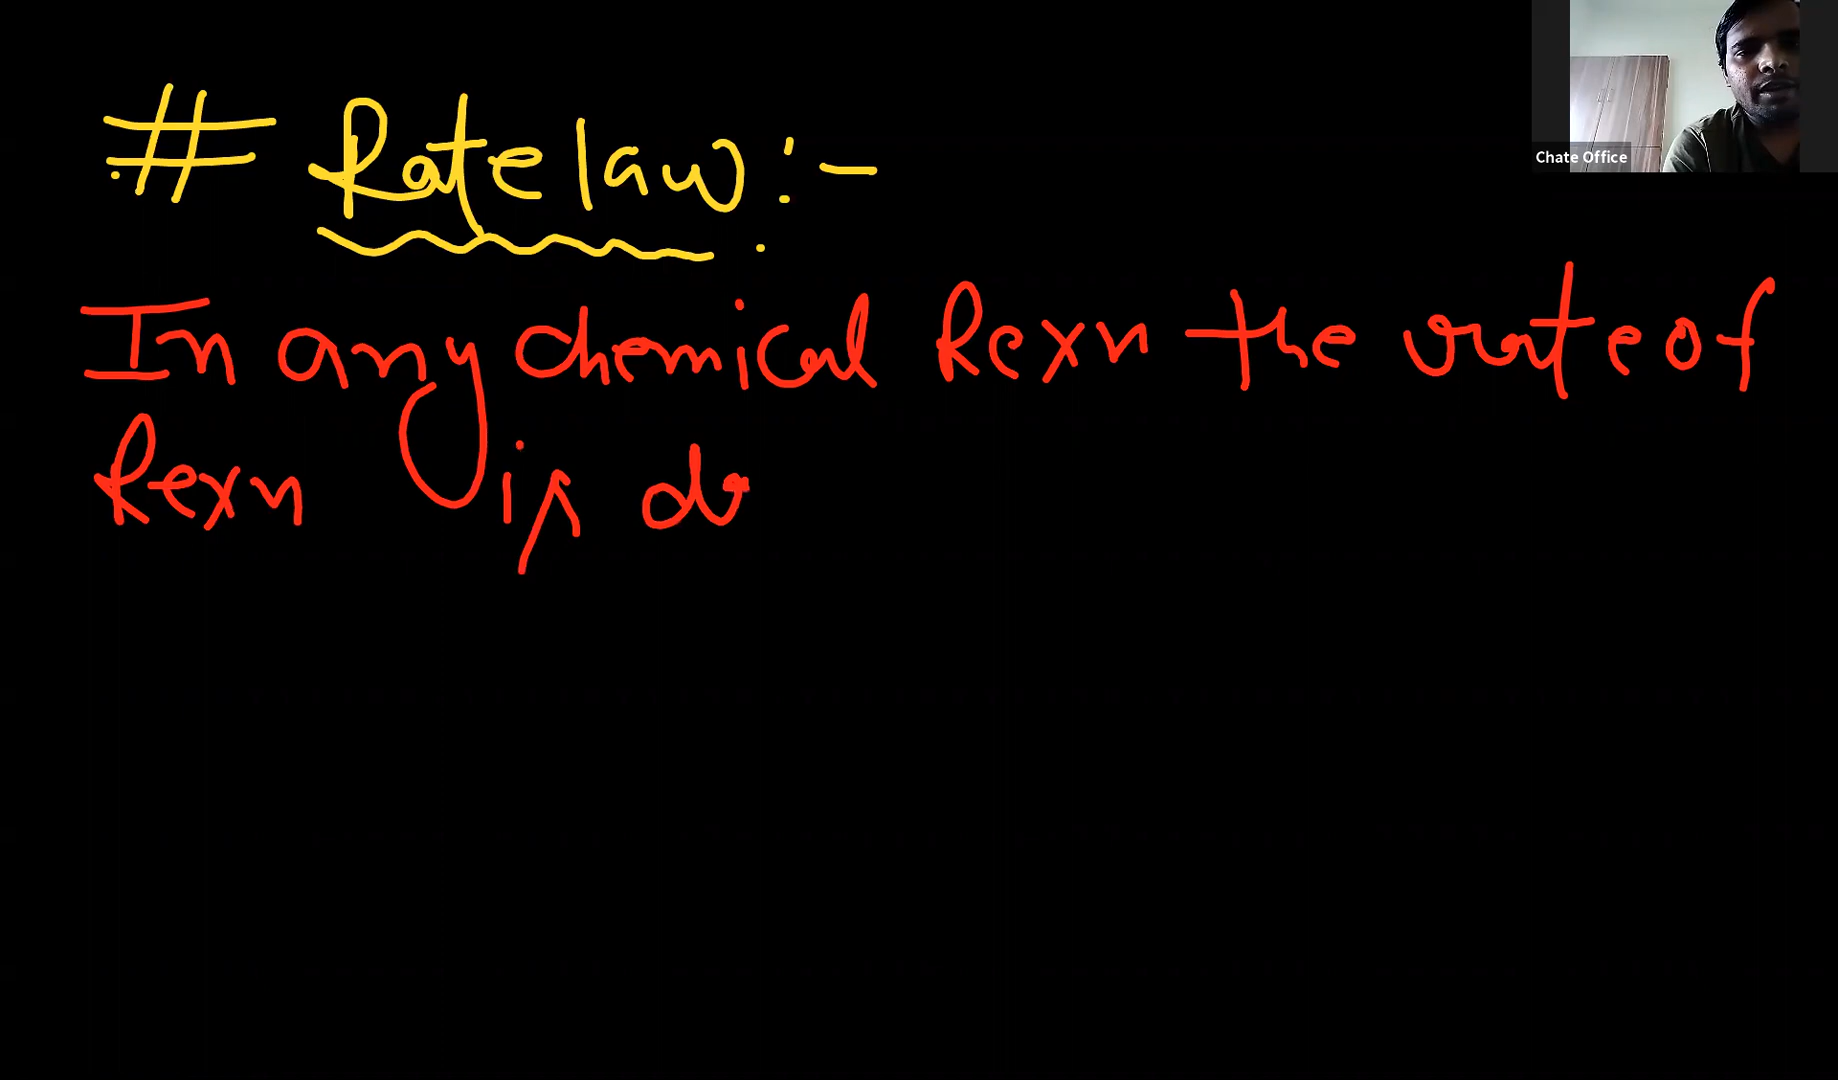 # Rate law :-
Chate Office
In any chemical Rexn the rate of
Rexn is